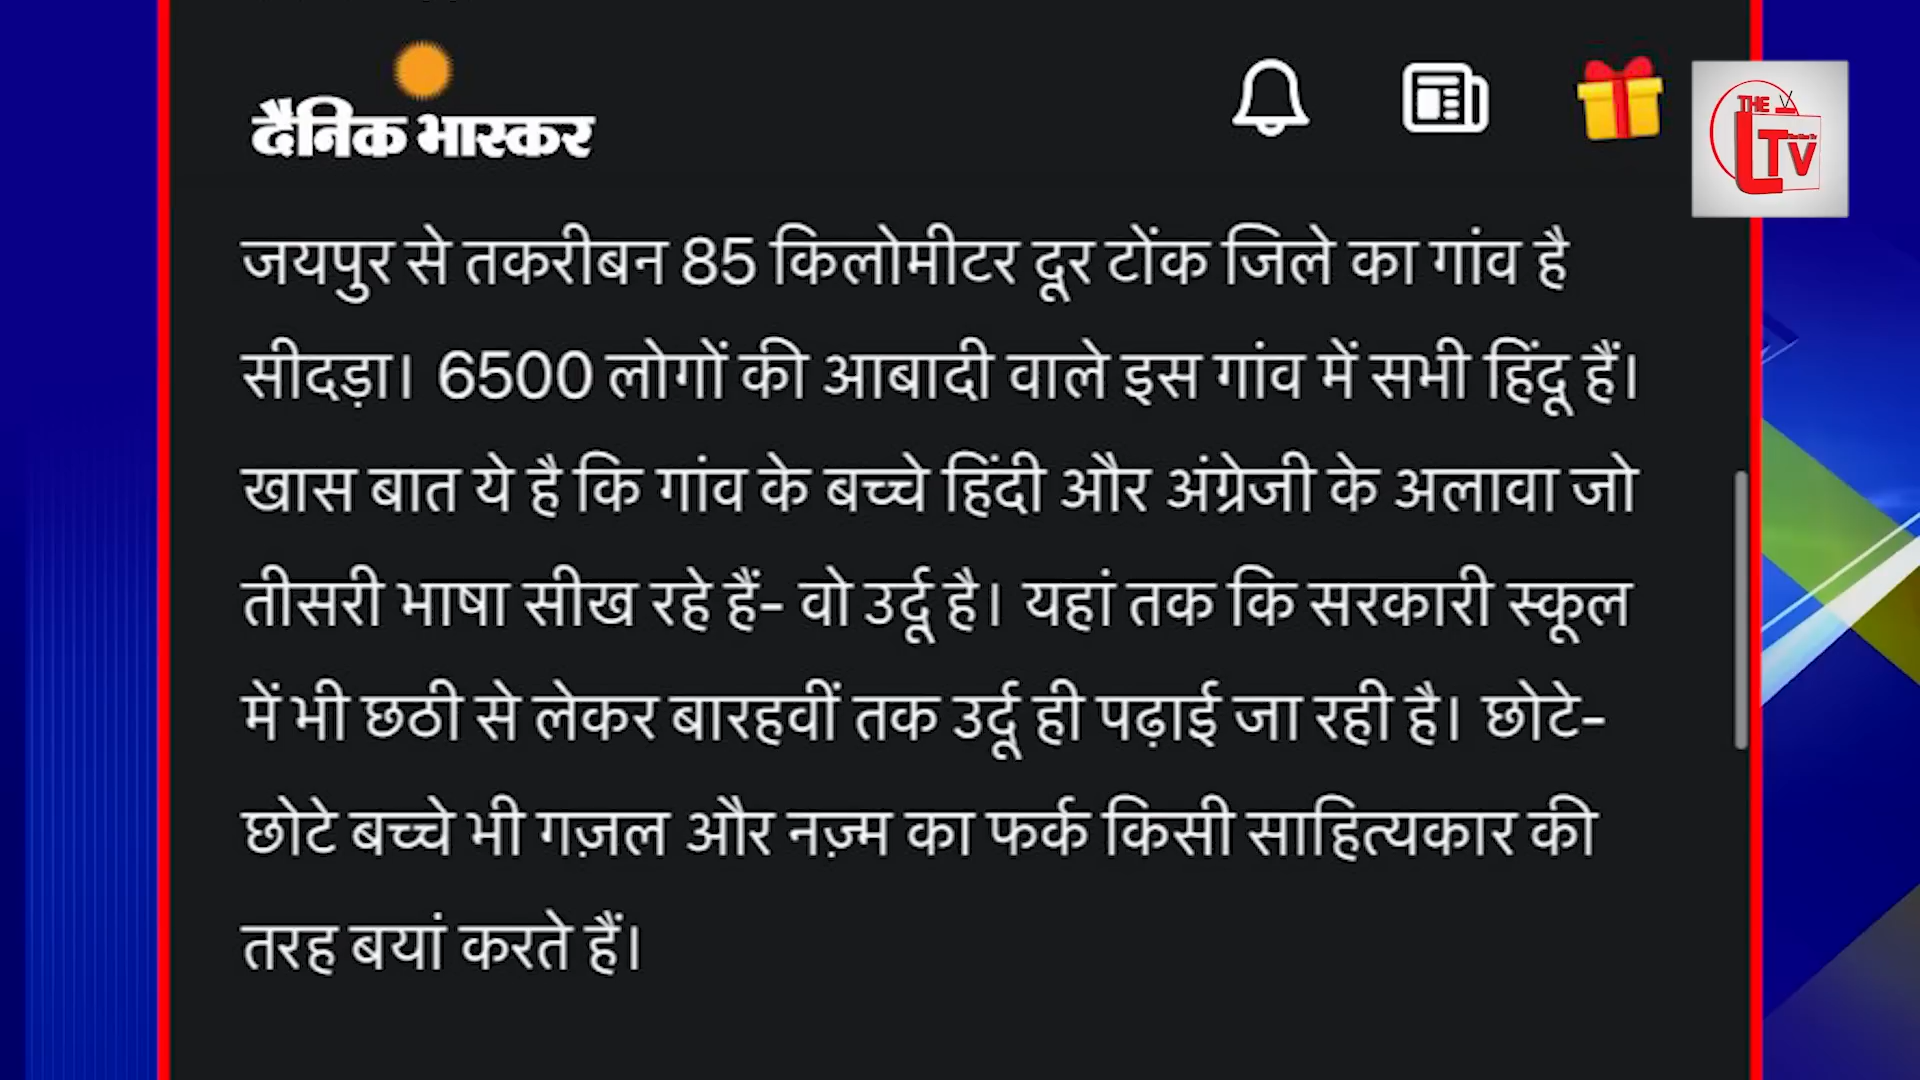 दैनिक भास्कर
THE
LTV
जयपुर से तकरीबन 85 किलोमीटर दूर टोंक जिले का गांव है
सीदड़ा। 6500 लोगों की आबादी वाले इस गांव में सभी हिंदू हैं।
खास बात ये है कि गांव के बच्चे हिंदी और अंग्रेजी के अलावा जो
तीसरी भाषा सीख रहे हैं- वो उर्दू है। यहां तक कि सरकारी स्कूल
में भी छठी से लेकर बारहवीं तक उर्दू ही पढ़ाई जा रही है। छोटे-
छोटे बच्चे भी गज़ल और नज़्म का फर्क किसी साहित्यकार की
तरह बयां करते हैं।